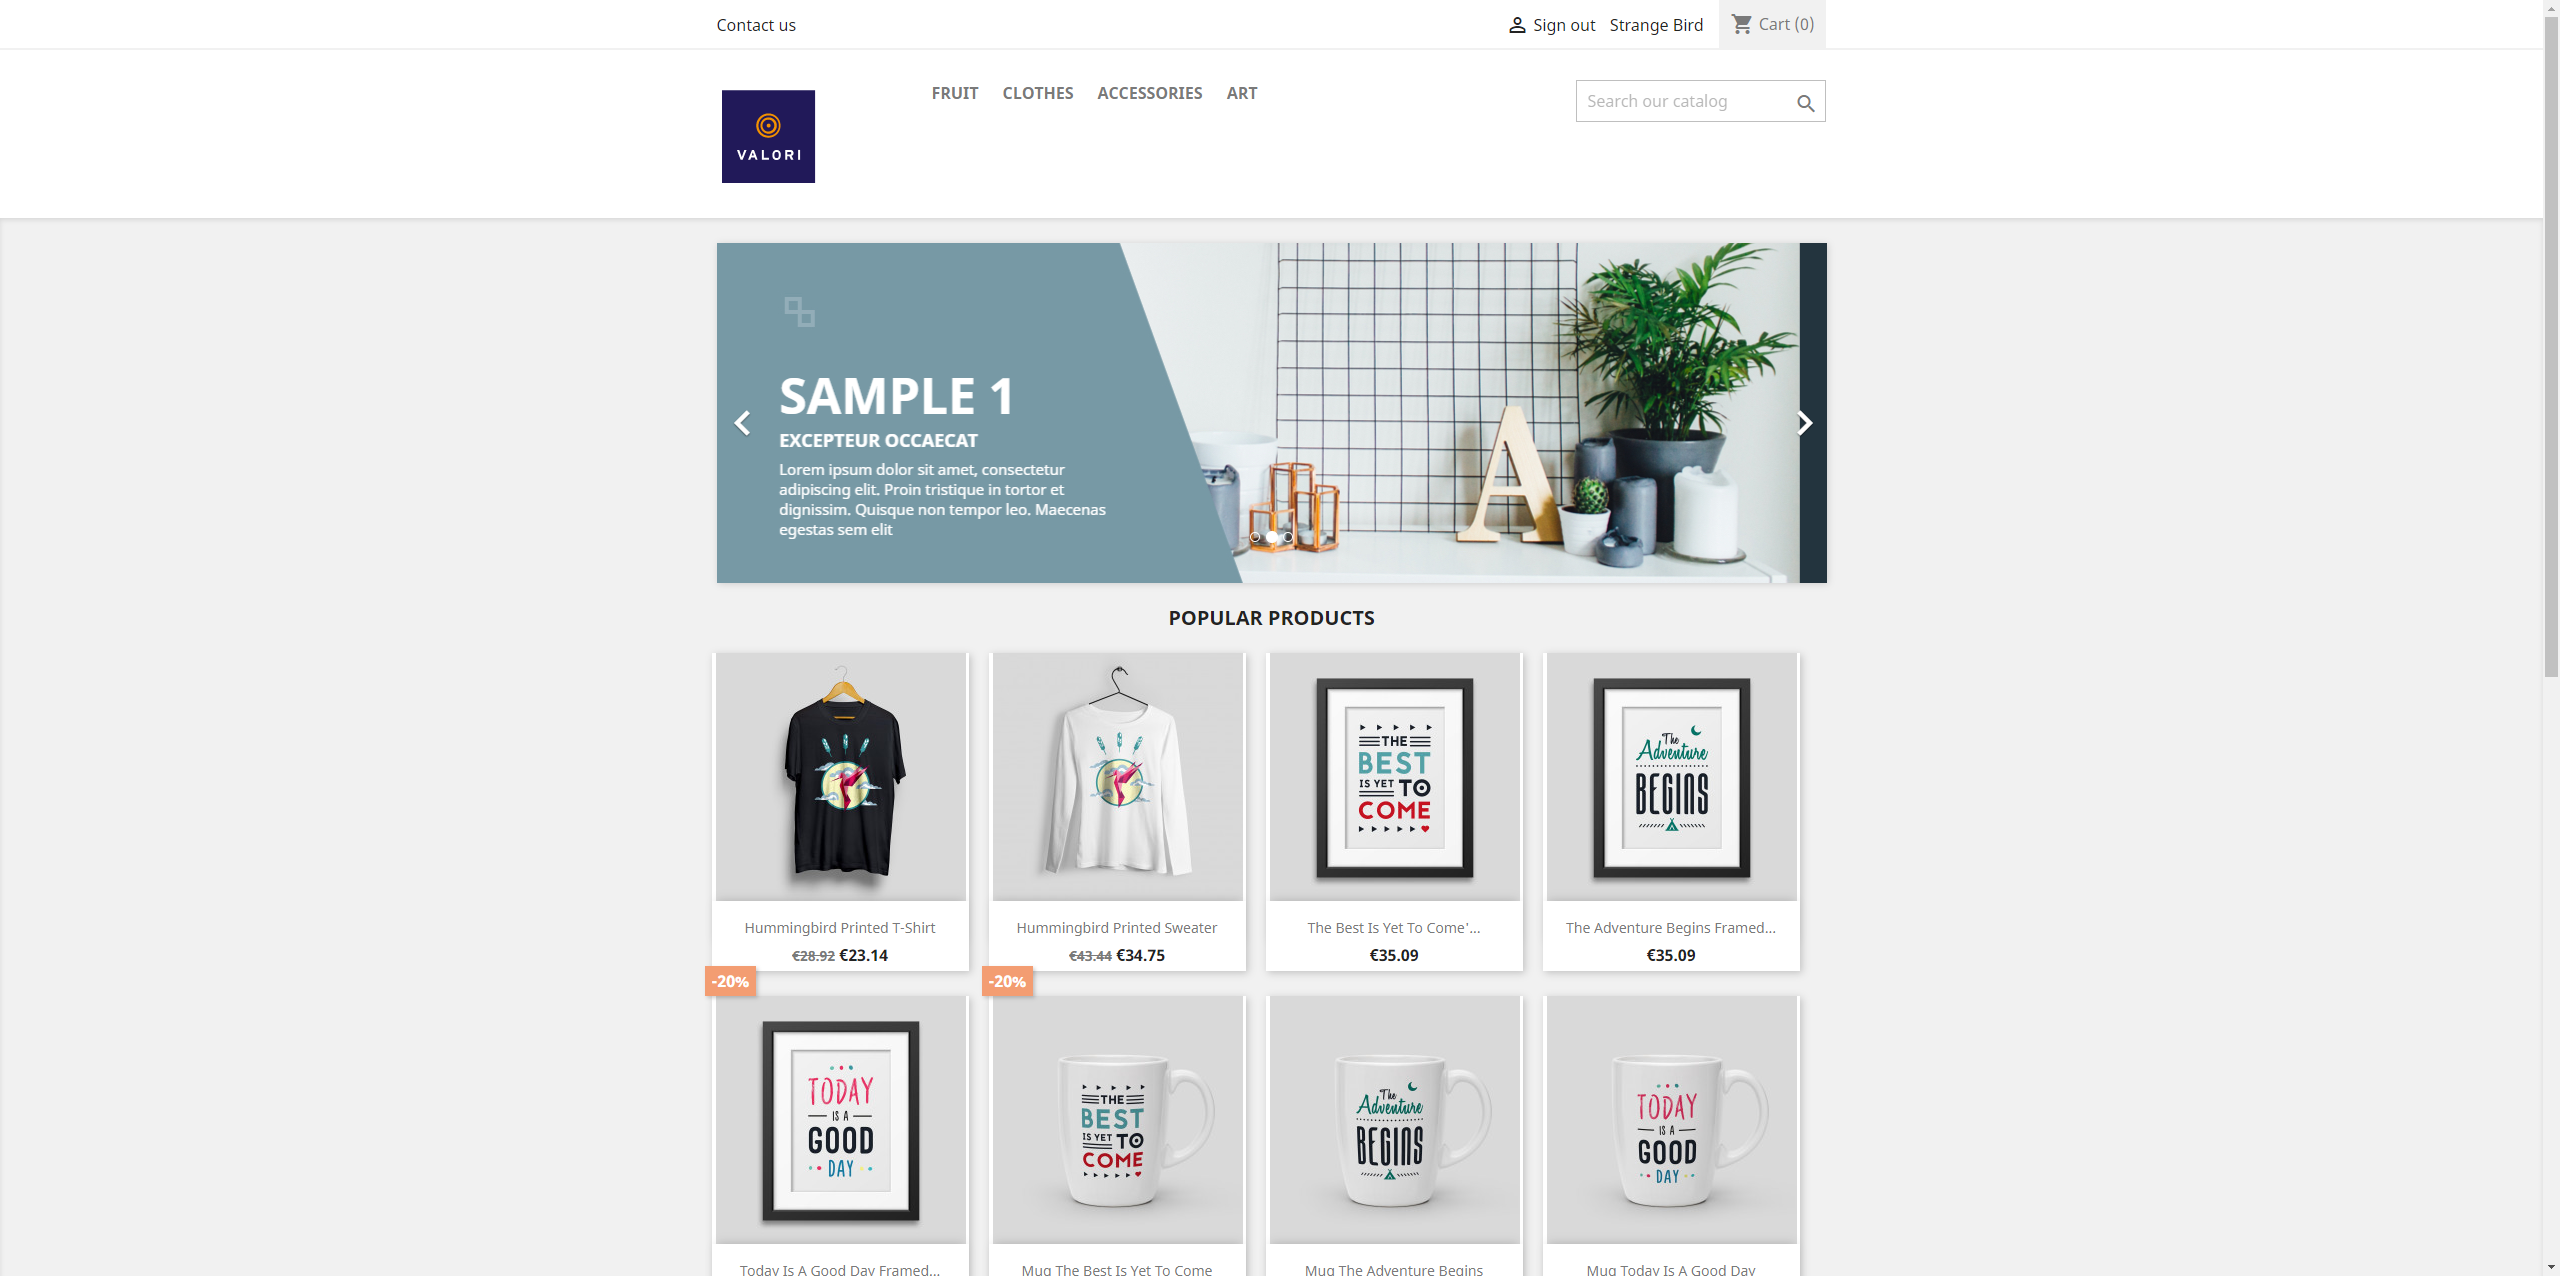 Contact us
Sign out
Strange Bird
Cart (0)
VALORI
FRUIT
CLOTHES
ACCESSORIES
ART
Search our catalog
SAMPLE 1
EXCEPTEUR OCCAECAT
Lorem ipsum dolor sit amet, consectetur
adipiscing elit. Proin tristique in tortor et
dignissim. Quisque non tempor leo. Maecenas
egestas sem elit
A
POPULAR PRODUCTS
THE
BEST
IS YET TO
COME
The
Adventure
BEGINS
Hummingbird Printed T-Shirt
€28.92 €23.14
Hummingbird Printed Sweater
€43.44 €34.75
The Best Is Yet To Come'...
€35.09
The Adventure Begins Framed...
€35.09
-20%
-20%
TODAY
IS A
GOOD
DAY
THE
BEST
IS YET TO
COME
The
Adventure
BEGINS
TODAY
IS A
GOOD
DAY
Today Is A Good Day Framed...
Mug The Best Is Yet To Come
Mug The Adventure Begins
Mug Today Is A Good Day